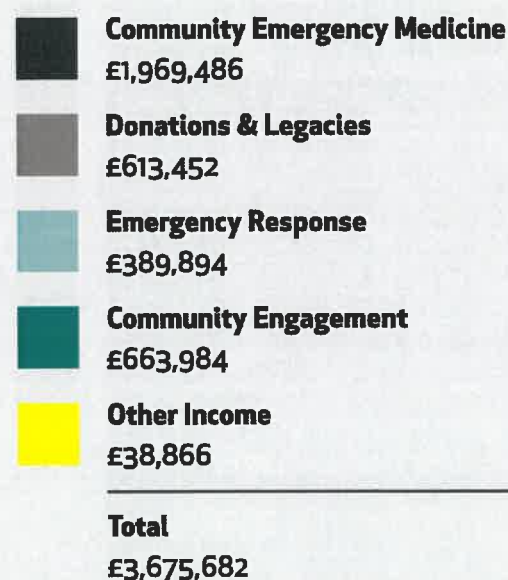 Community Emergency Medicine
£1,969,486
Donations & Legacies
£613,452
Emergency Response
£389,894
Community Engagement
£663,984
Other Income
£38,866
Total
£3,675,682